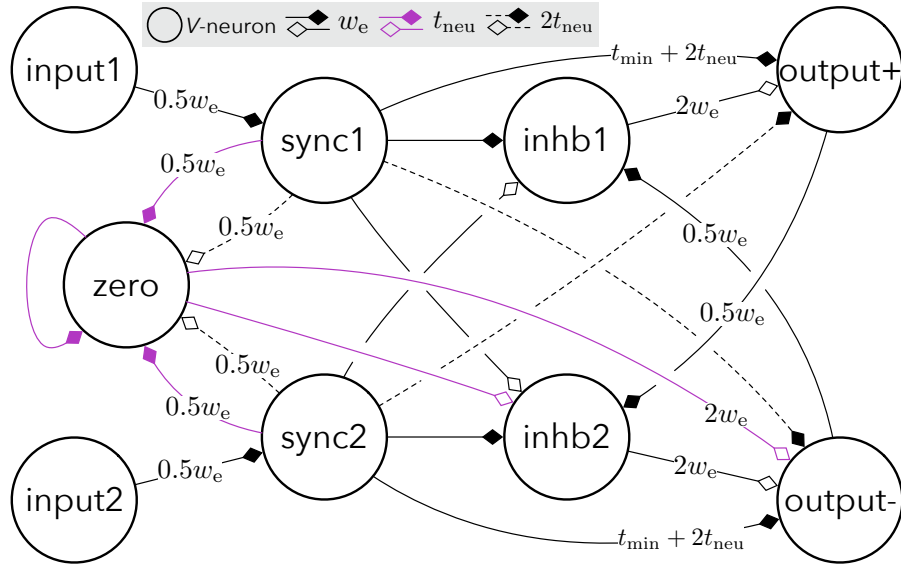 V-neuron w_e t_neu 2t_neu
input1
sync1
inhb1
output+
t_min + 2t_neu
0.5w_e
2w_e
0.5w_e
0.5w_e
0.5w_e
zero
0.5w_e
0.5w_e
0.5w_e
2w_e
input2
sync2
inhb2
output-
0.5w_e
2w_e
t_min + 2t_neu